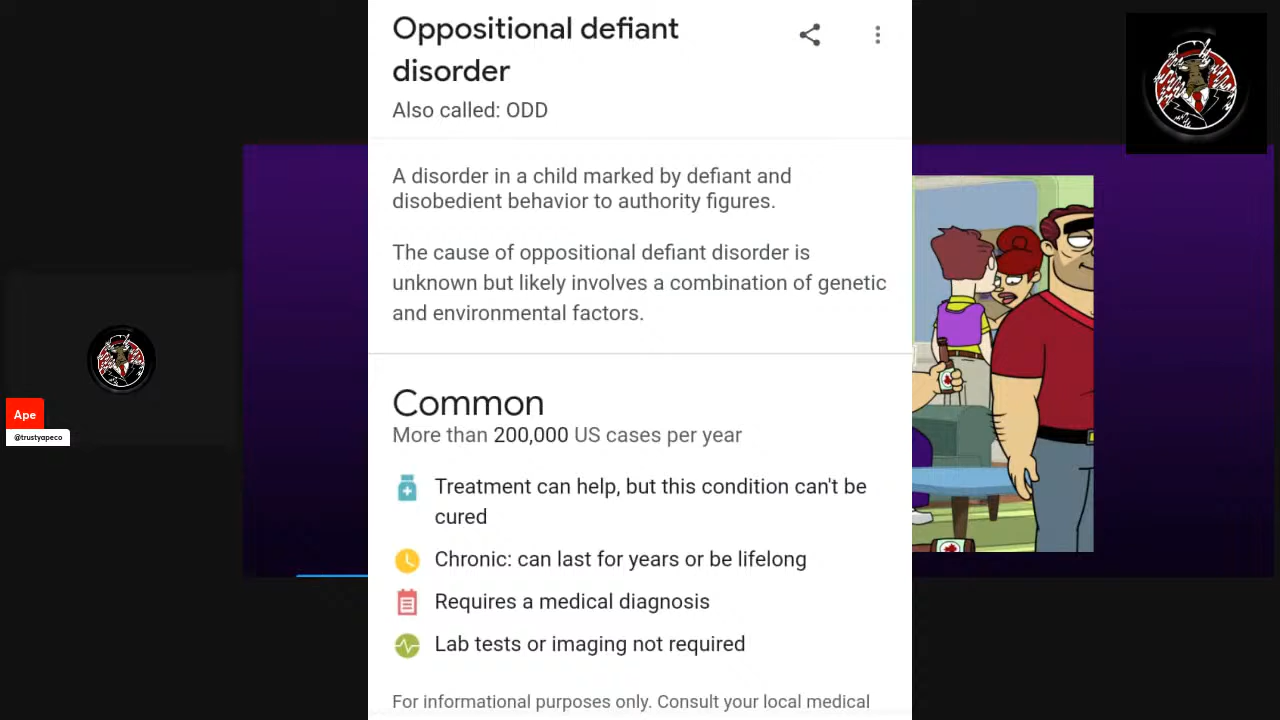 Oppositional defiant
disorder
Also called: ODD
A disorder in a child marked by defiant and
disobedient behavior to authority figures.
The cause of oppositional defiant disorder is
unknown but likely involves a combination of genetic
and environmental factors.
Common
More than 200,000 US cases per year
Treatment can help, but this condition can't be
cured
Chronic: can last for years or be lifelong
Requires a medical diagnosis
Lab tests or imaging not required
For informational purposes only. Consult your local medical
Ape
@trustyapeco